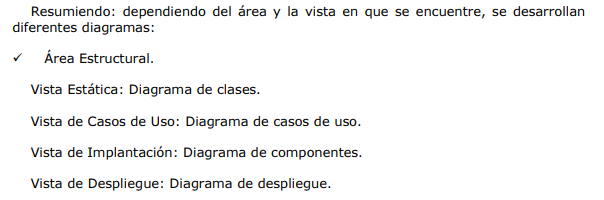 Resumiendo: dependiendo del área y la vista en que se encuentre, se desarrollan
diferentes diagramas:
✓ Área Estructural.
Vista Estática: Diagrama de clases.
Vista de Casos de Uso: Diagrama de casos de uso.
Vista de Implantación: Diagrama de componentes.
Vista de Despliegue: Diagrama de despliegue.